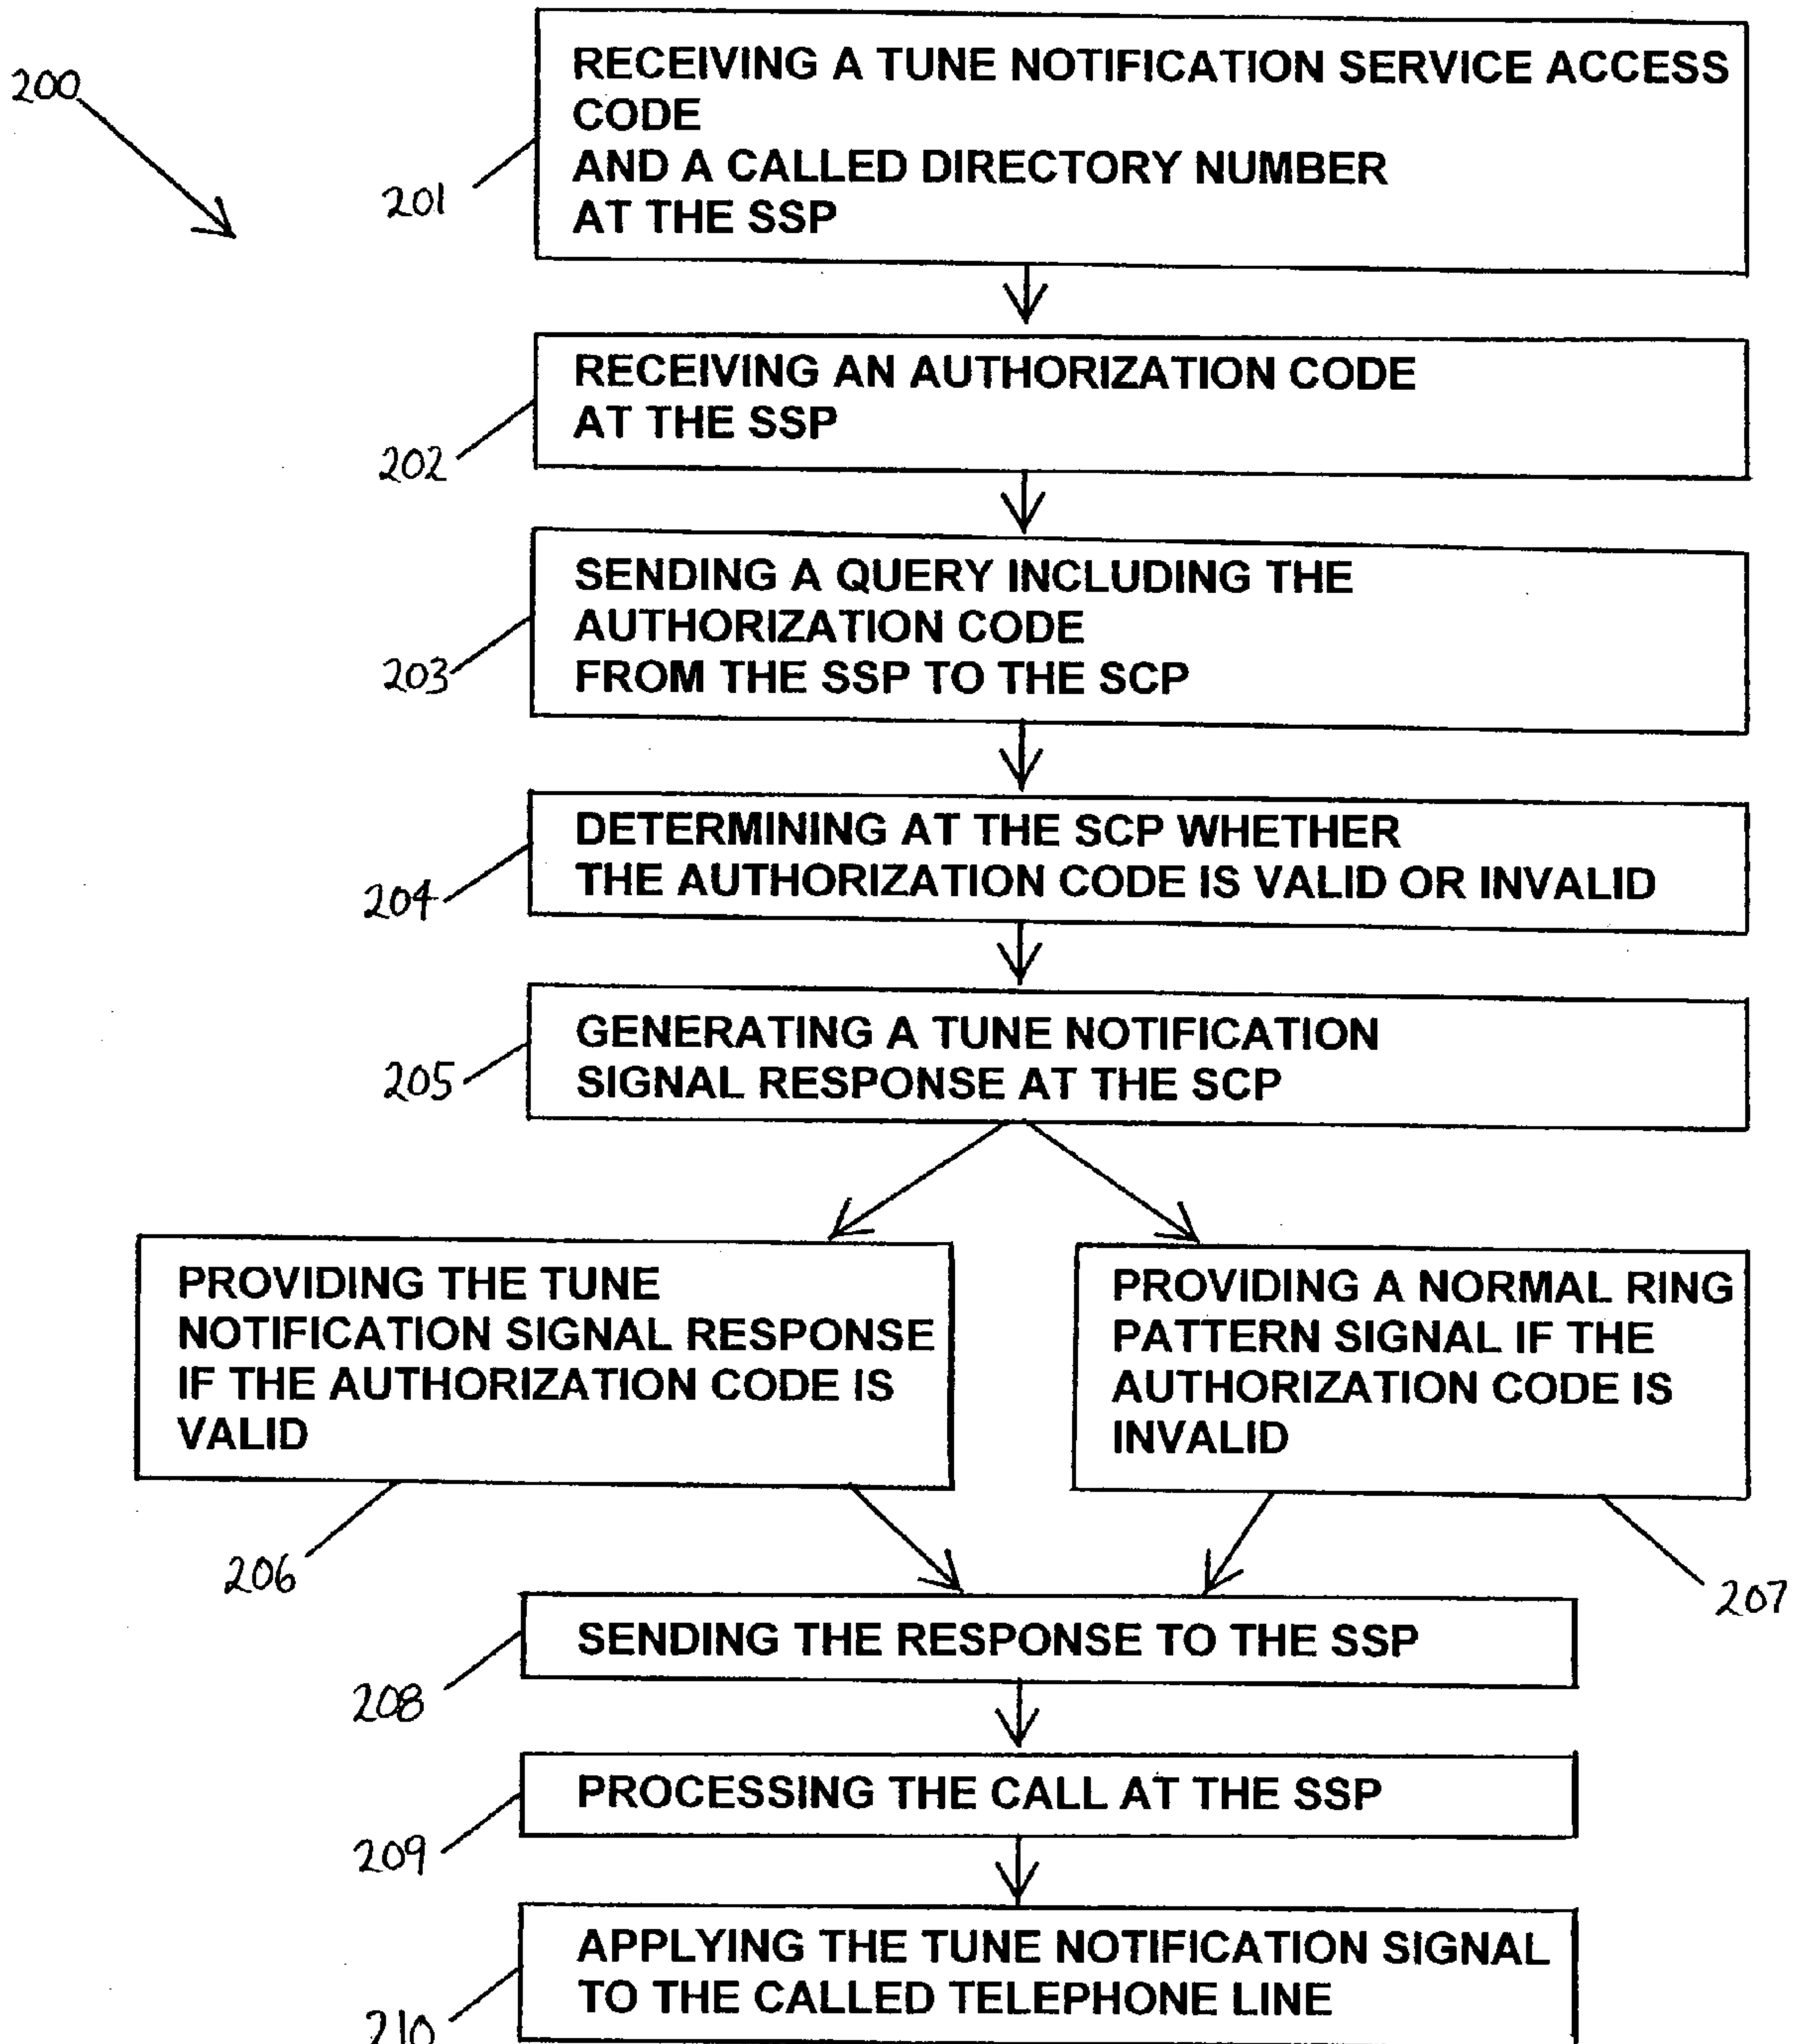 200
RECEIVING A TUNE NOTIFICATION SERVICE ACCESS
CODE
AND A CALLED DIRECTORY NUMBER
AT THE SSP
201
RECEIVING AN AUTHORIZATION CODE
AT THE SSP
202
SENDING A QUERY INCLUDING THE
AUTHORIZATION CODE
FROM THE SSP TO THE SCP
203
DETERMINING AT THE SCP WHETHER
THE AUTHORIZATION CODE IS VALID OR INVALID
204
GENERATING A TUNE NOTIFICATION
SIGNAL RESPONSE AT THE SCP
205
PROVIDING THE TUNE
NOTIFICATION SIGNAL RESPONSE
IF THE AUTHORIZATION CODE IS
VALID
206
PROVIDING A NORMAL RING
PATTERN SIGNAL IF THE
AUTHORIZATION CODE IS
INVALID
207
SENDING THE RESPONSE TO THE SSP
208
PROCESSING THE CALL AT THE SSP
209
APPLYING THE TUNE NOTIFICATION SIGNAL
TO THE CALLED TELEPHONE LINE
210